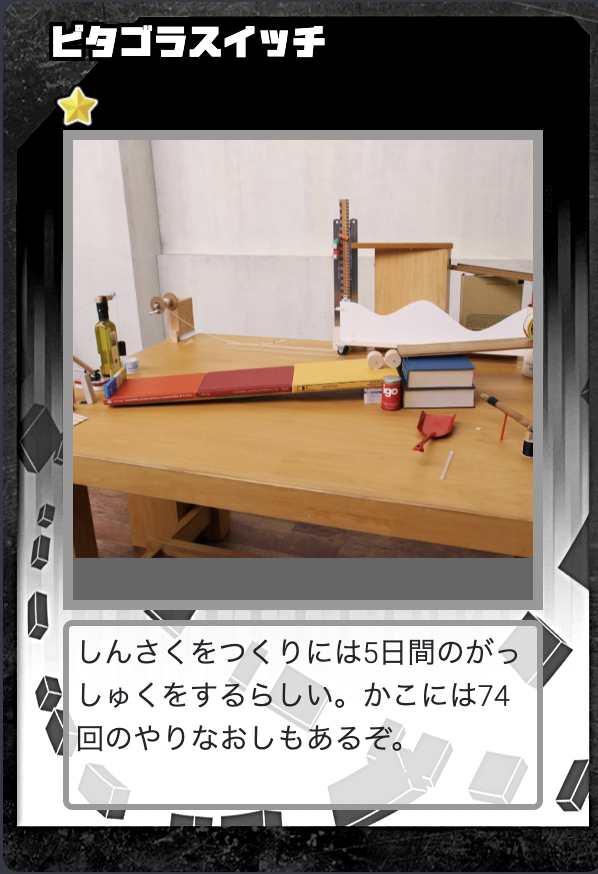 ピタゴラスイッチ
しんさくをつくりには5日間のがっ
しゅくをするらしい。かこには74
回のやりなおしもあるぞ。